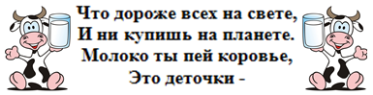 Что дороже всех на свете,
И ни купишь на планете.
Молоко ты пей коровье,
Это деточки -